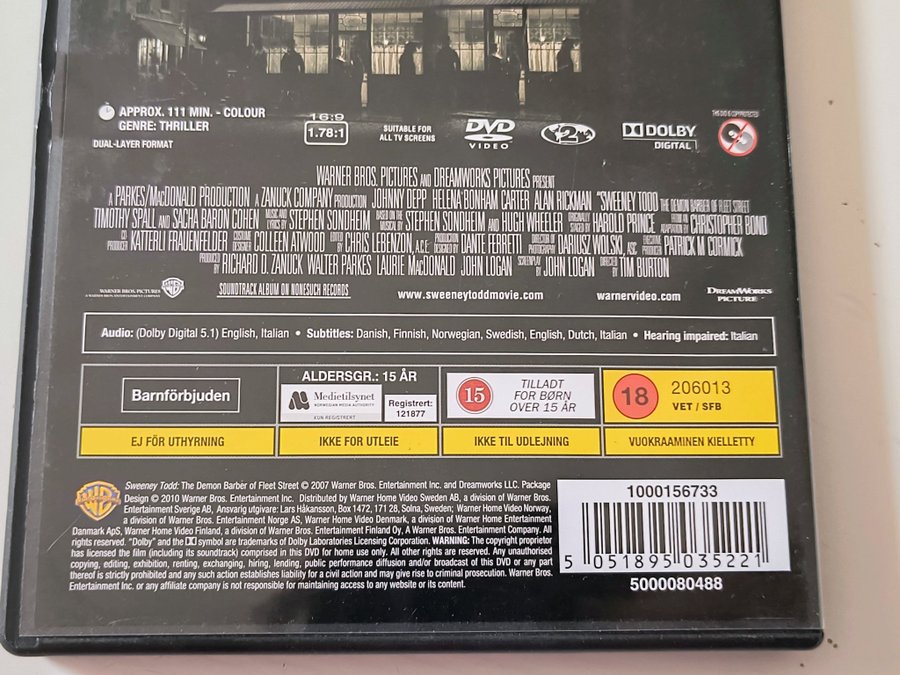 APPROX. 111 MIN. - COLOUR
GENRE: THRILLER
DUAL-LAYER FORMAT
16:9
1.78:1
SUITABLE FOR
ALL TV SCREENS
DVD
VIDEO
2
DOLBY
DIGITAL
THIS DVD IS COPY PROTECTED
WARNER BROS. PICTURES AND DREAMWORKS PICTURES PRESENT
A PARKES/MACDONALD PRODUCTION A ZANUCK COMPANY PRODUCTION JOHNNY DEPP HELENA BONHAM CARTER ALAN RICKMAN "SWEENEY TODD THE DEMON BARBER OF FLEET STREET
TIMOTHY SPALL AND SACHA BARON COHEN MUSIC AND LYRICS BY STEPHEN SONDHEIM BASED ON THE MUSICAL BY STEPHEN SONDHEIM AND HUGH WHEELER ORIGINALLY STAGED BY HAROLD PRINCE FROM AN ADAPTATION BY CHRISTOPHER BOND
CO PRODUCER KATTERLI FRAUENFELDER COSTUME DESIGNER COLLEEN ATWOOD EDITED BY CHRIS LEBENZON, A.C.E. PRODUCTION DESIGNED BY DANTE FERRETTI DIRECTOR OF PHOTOGRAPHY DARIUSZ WOLSKI, ASC EXECUTIVE PRODUCER PATRICK M CORMICK
PRODUCED BY RICHARD D. ZANUCK WALTER PARKES LAURIE MACDONALD JOHN LOGAN SCREENPLAY BY JOHN LOGAN DIRECTED BY TIM BURTON
WARNER BROS. PICTURES
A WARNER BROS. ENTERTAINMENT COMPANY
SOUNDTRACK ALBUM ON NONESUCH RECORDS
www.sweeneytoddmovie.com
warnervideo.com
DREAMWORKS
PICTURES
Audio: (Dolby Digital 5.1) English, Italian • Subtitles: Danish, Finnish, Norwegian, Swedish, English, Dutch, Italian • Hearing impaired: Italian
Barnförbjuden
ALDERSGR.: 15 ÅR
Medietilsynet
NORWEGIAN MEDIA AUTHORITY
KUN REGISTRERT
Registrert:
121877
15
TILLADT
FOR BØRN
OVER 15 ÅR
18
206013
VET / SFB
EJ FÖR UTHYRNING
IKKE FOR UTLEIE
IKKE TIL UDLEJNING
VUOKRAAMINEN KIELLETTY
Sweeney Todd: The Demon Barber of Fleet Street © 2007 Warner Bros. Entertainment Inc. and Dreamworks LLC. Package
Design © 2010 Warner Bros. Entertainment Inc. Distributed by Warner Home Video Sweden AB, a division of Warner Bros.
Entertainment Sverige AB, Ansvarig utgivare: Lars Håkansson, Box 1472, 171 28, Solna, Sweden; Warner Home Video Norway,
a division of Warner Bros. Entertainment Norge AS, Warner Home Video Denmark, a division of Warner Home Entertainment
Danmark ApS, Warner Home Video Finland, a division of Warner Bros. Entertainment Finland Oy, A Warner Bros. Entertainment Company. All
rights reserved. "Dolby" and the DD symbol are trademarks of Dolby Laboratories Licensing Corporation. WARNING: The copyright proprietor
has licensed the film (including its soundtrack) comprised in this DVD for home use only. All other rights are reserved. Any unauthorised
copying, editing, exhibition, renting, exchanging, hiring, lending, public performance diffusion and/or broadcast of this DVD or any part
thereof is strictly prohibited and any such action establishes liability for a civil action and may give rise to criminal prosecution. Warner Bros.
Entertainment Inc. or any affiliate company is not responsible for maintaining access to any website or its content.
1000156733
5 051895 035221
5000080488